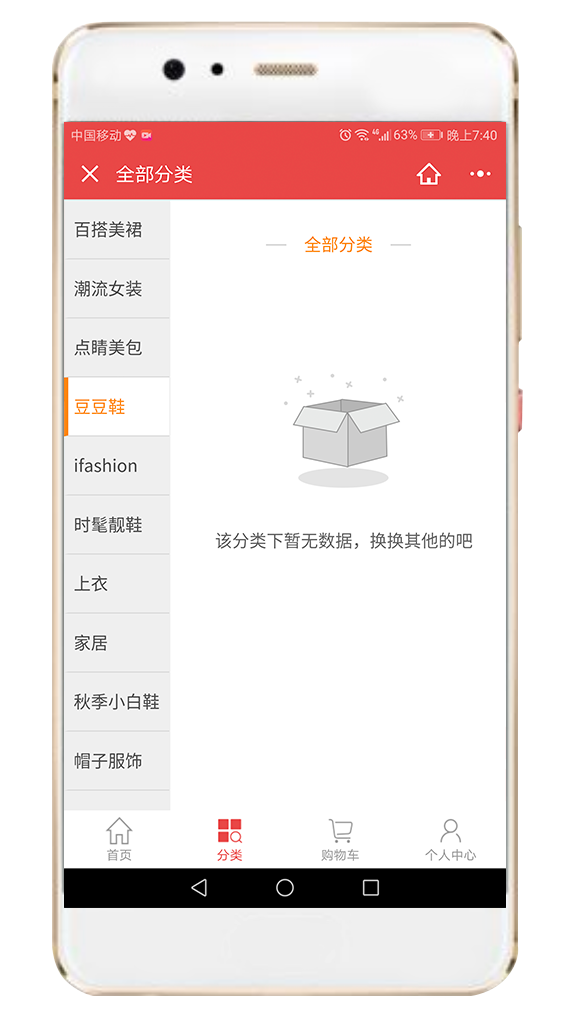 中国移动 4G 63% 晚上7:40
全部分类
百搭美裙
潮流女装
点睛美包
豆豆鞋
ifashion
时髦靓鞋
上衣
家居
秋季小白鞋
帽子服饰
全部分类
该分类下暂无数据，换换其他的吧
首页 分类 购物车 个人中心